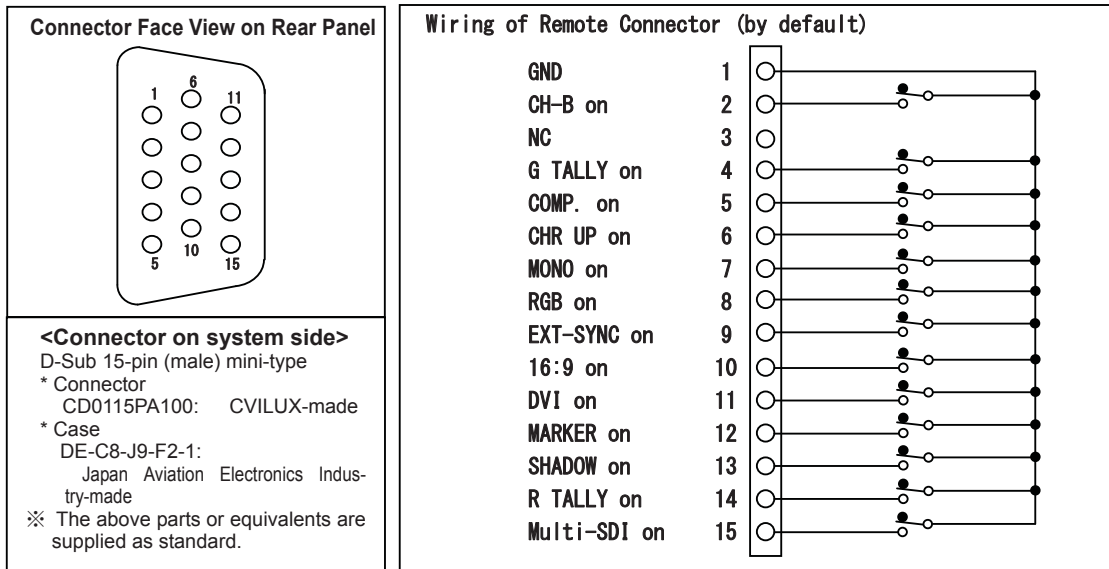 Connector Face View on Rear Panel
1
6
11
5
10
15
<Connector on system side>
D-Sub 15-pin (male) mini-type
* Connector
CD0115PA100: CVILUX-made
* Case
DE-C8-J9-F2-1:
Japan Aviation Electronics Indus-
try-made
※ The above parts or equivalents are
supplied as standard.
Wiring of Remote Connector (by default)
GND 1
CH-B on 2
NC 3
G TALLY on 4
COMP. on 5
CHR UP on 6
MONO on 7
RGB on 8
EXT-SYNC on 9
16:9 on 10
DVI on 11
MARKER on 12
SHADOW on 13
R TALLY on 14
Multi-SDI on 15